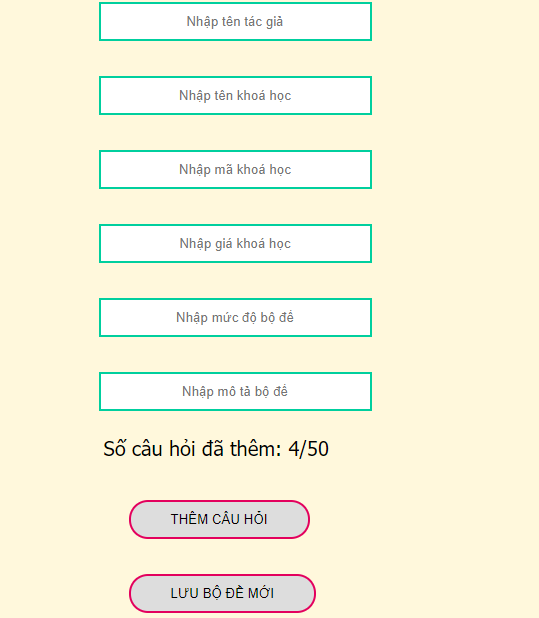 Nhập tên tác giả
Nhập tên khoá học
Nhập mã khoá học
Nhập giá khoá học
Nhập mức độ bộ đề
Nhập mô tả bộ đề
Số câu hỏi đã thêm: 4/50
THÊM CÂU HỎI
LƯU BỘ ĐỀ MỚI